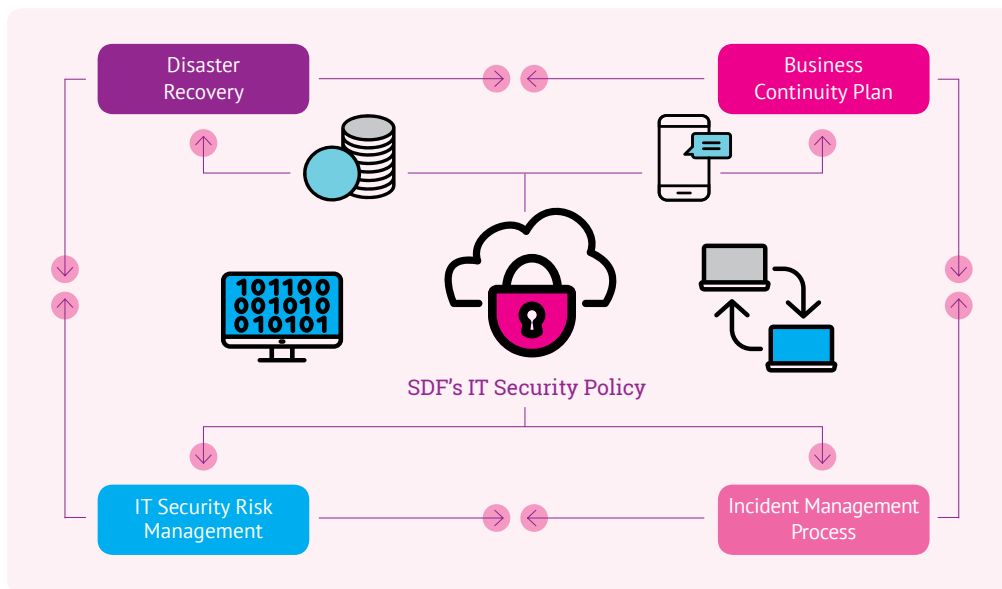 Disaster
Recovery
Business
Continuity Plan
101100
001010
010101
SDF’s IT Security Policy
IT Security Risk
Management
Incident Management
Process